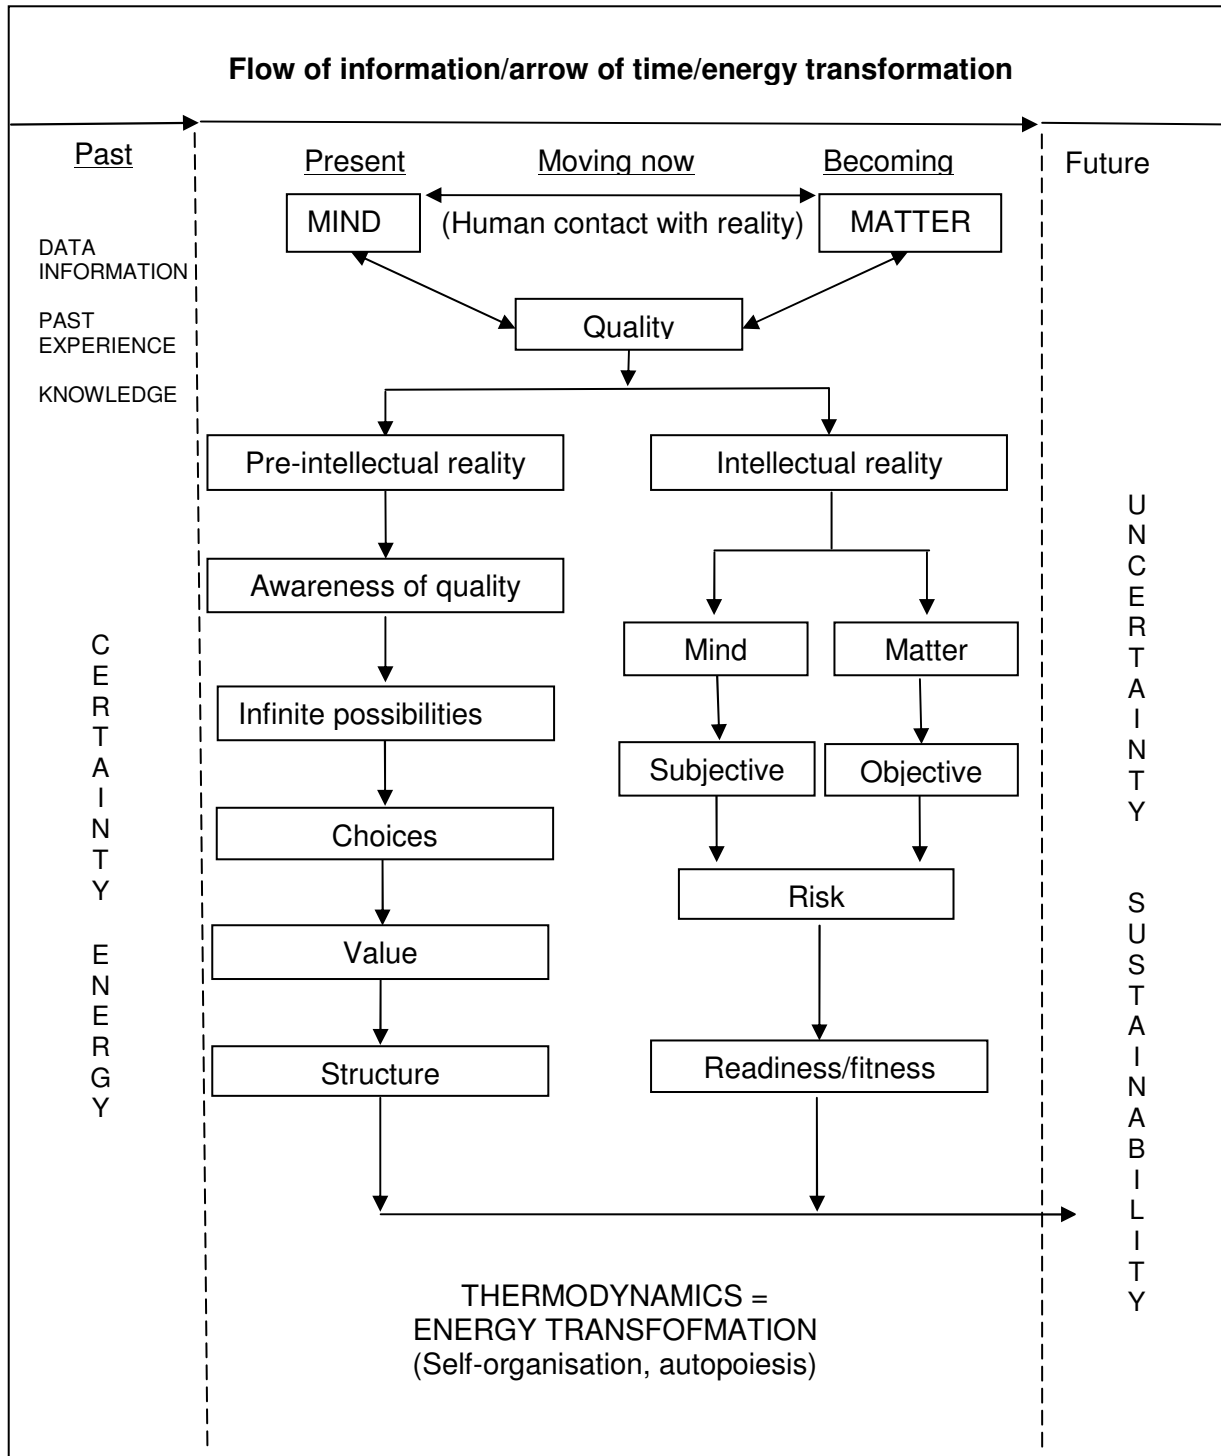 Flow of information/arrow of time/energy transformation
Past
Present
Moving now
Becoming
Future
MIND
(Human contact with reality)
MATTER
DATA
INFORMATION
PAST
EXPERIENCE
KNOWLEDGE
Quality
Pre-intellectual reality
Intellectual reality
Awareness of quality
Mind
Matter
Infinite possibilities
Subjective
Objective
Choices
Risk
Value
Structure
Readiness/fitness
CERTAINTY ENERGY
UNCERTAINTY SUSTAINABILITY
THERMODYNAMICS =
ENERGY TRANSFOFMATION
(Self-organisation, autopoiesis)